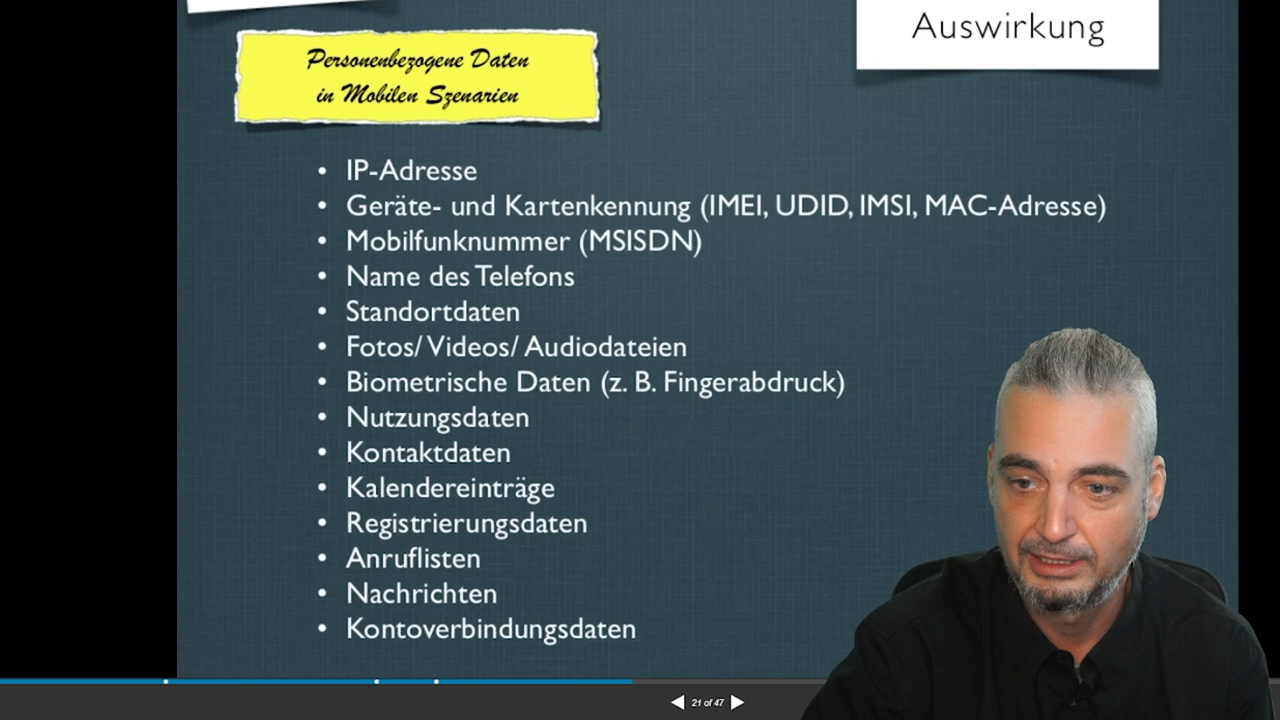 Auswirkung
Personenbezogene Daten
in Mobilen Szenarien
• IP-Adresse
• Geräte- und Kartenkennung (IMEI, UDID, IMSI, MAC-Adresse)
• Mobilfunknummer (MSISDN)
• Name des Telefons
• Standortdaten
• Fotos/ Videos/ Audiodateien
• Biometrische Daten (z. B. Fingerabdruck)
• Nutzungsdaten
• Kontaktdaten
• Kalendereinträge
• Registrierungsdaten
• Anruflisten
• Nachrichten
• Kontoverbindungsdaten
21 of 47